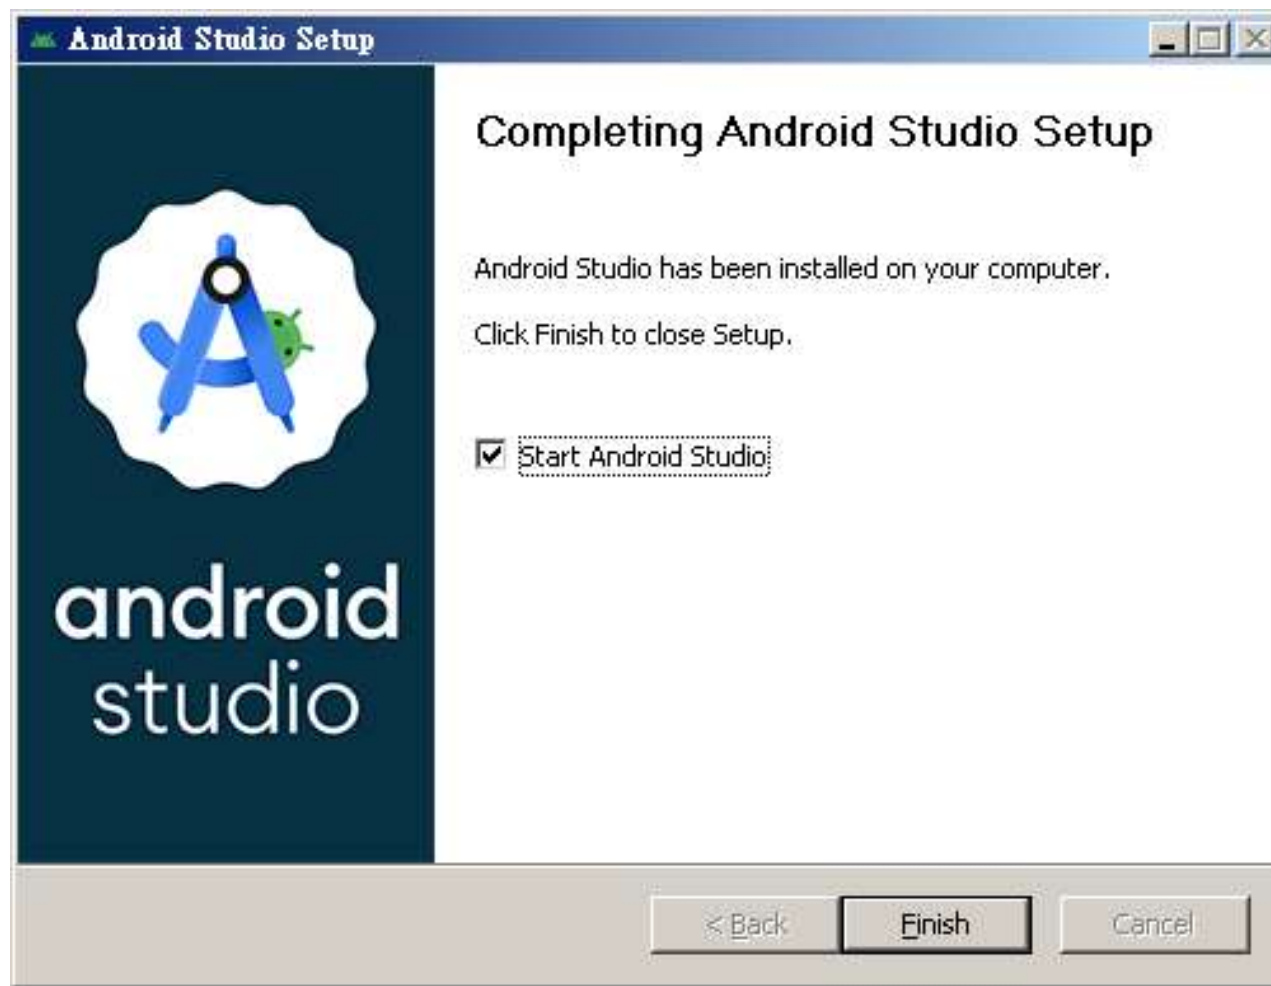 Android Studio Setup
Completing Android Studio Setup
Android Studio has been installed on your computer.
Click Finish to close Setup.
Start Android Studio
android
studio
< Back
Finish
Cancel